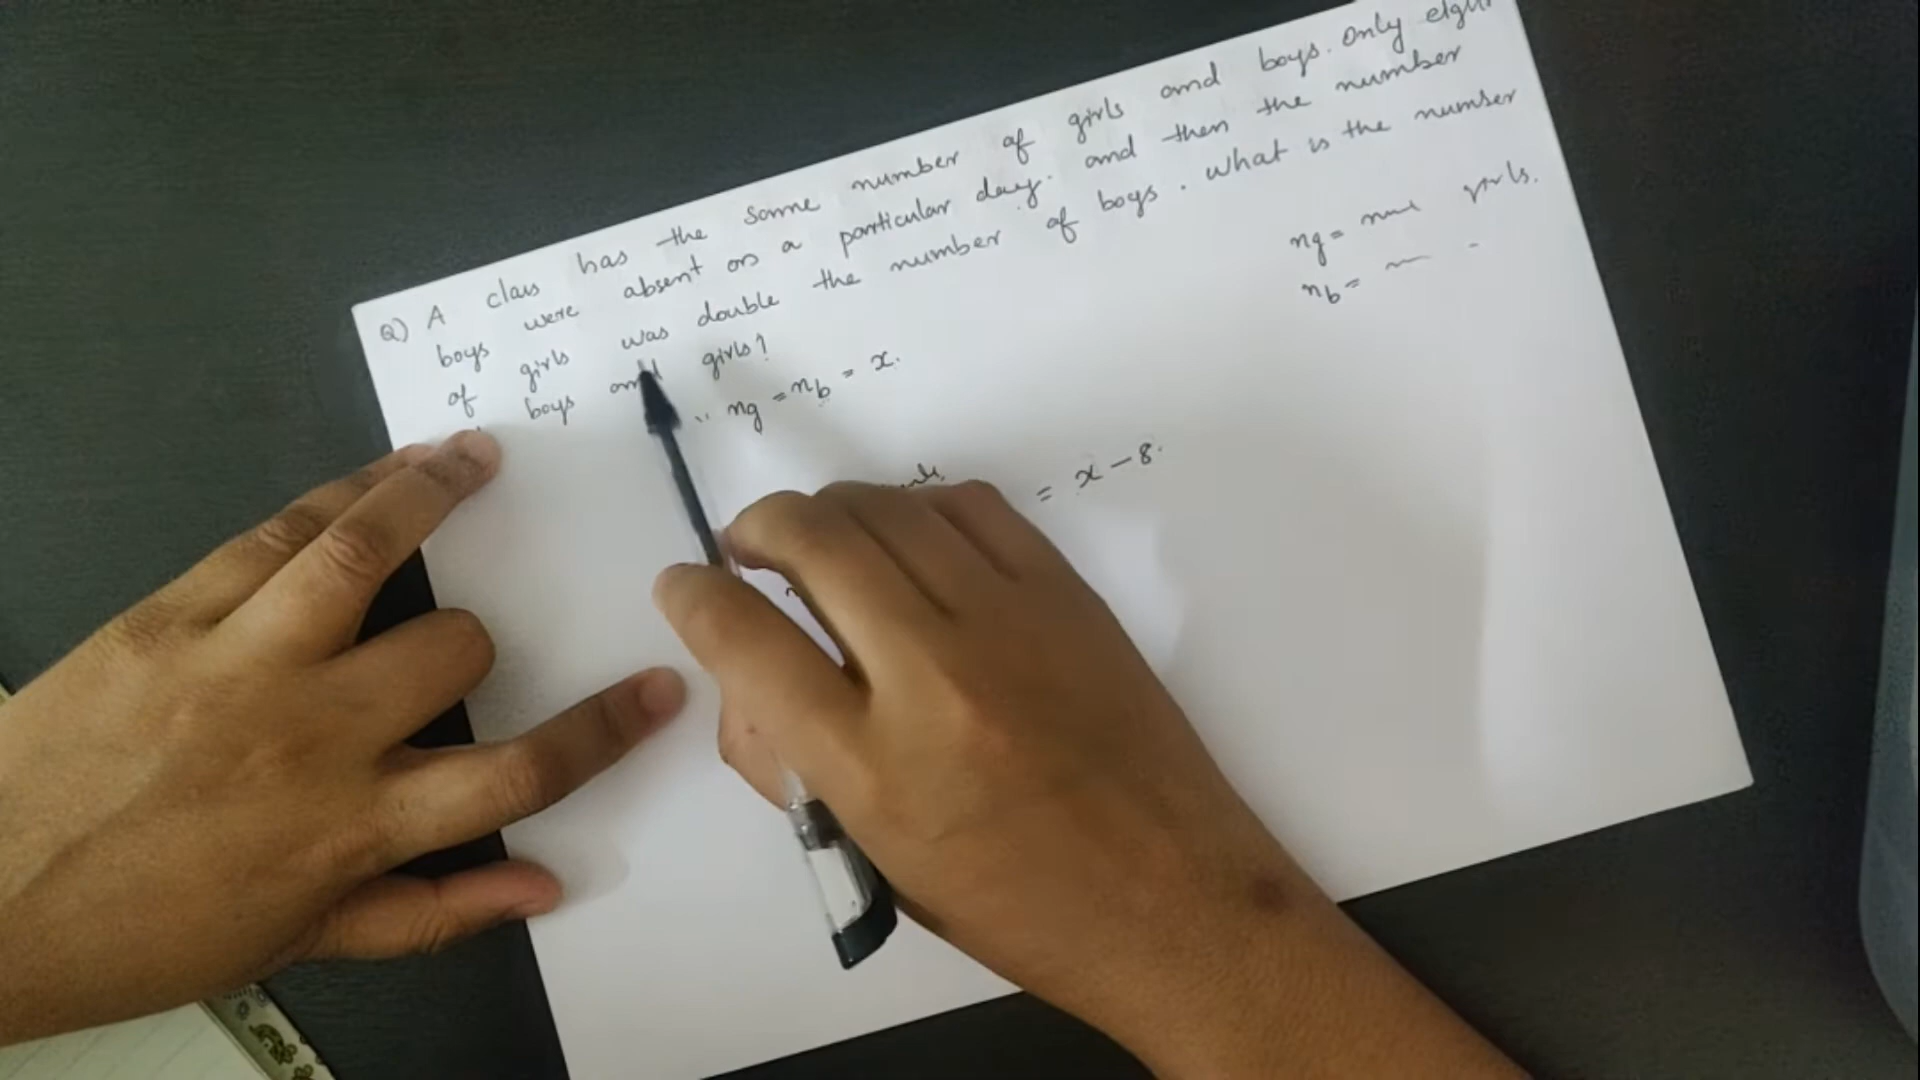 Q) A class has the same number of girls and boys. Only eight
boys were absent on a particular day. and then the number
of girls was double the number of boys. What is the number
of boys and girls?
ng =
girls.
nb =
ng = nb = x.
= x - 8.